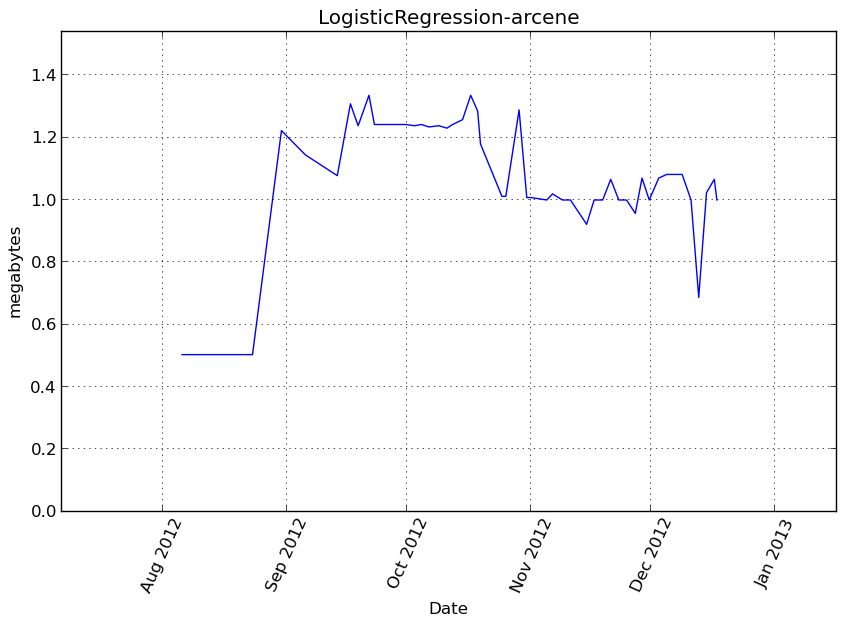 LogisticRegression-arcene
1.4
1.2
1.0
0.8
0.6
0.4
0.2
0.0
megabytes
Aug 2012
Sep 2012
Oct 2012
Nov 2012
Dec 2012
Jan 2013
Date